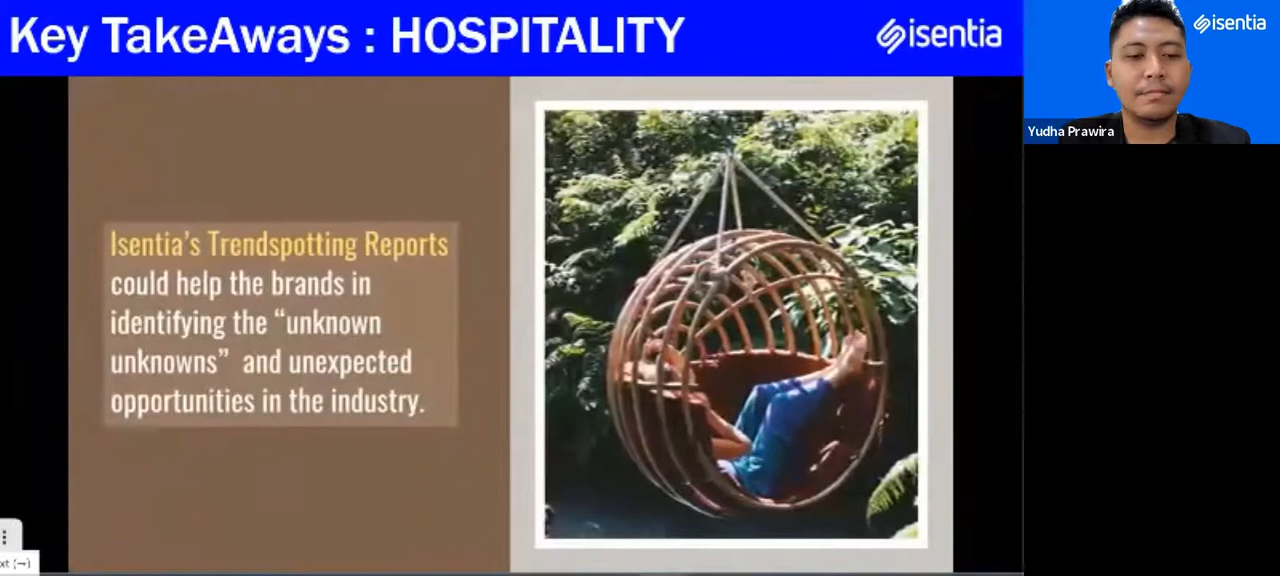 Key TakeAways : HOSPITALITY
isentia
isentia
Yudha Prawira
Isentia's Trendspotting Reports
could help the brands in
identifying the “unknown
unknowns”  and unexpected
opportunities in the industry.
xt (→)